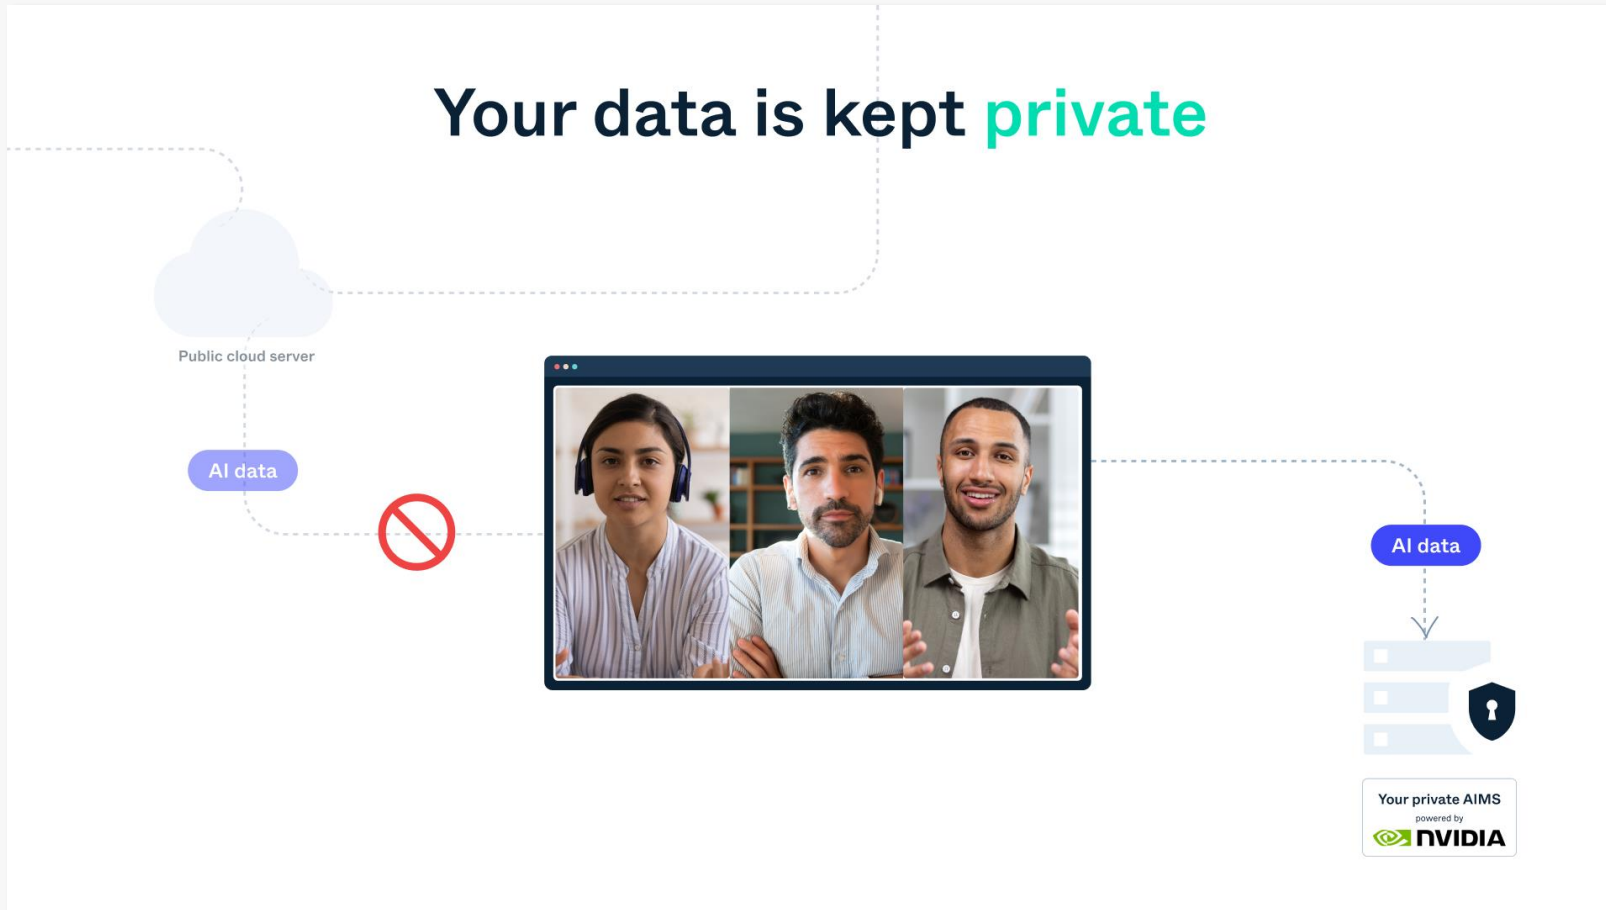 Your data is kept private
Public cloud server
AI data
AI data
Your private AIMS
powered by
NVIDIA